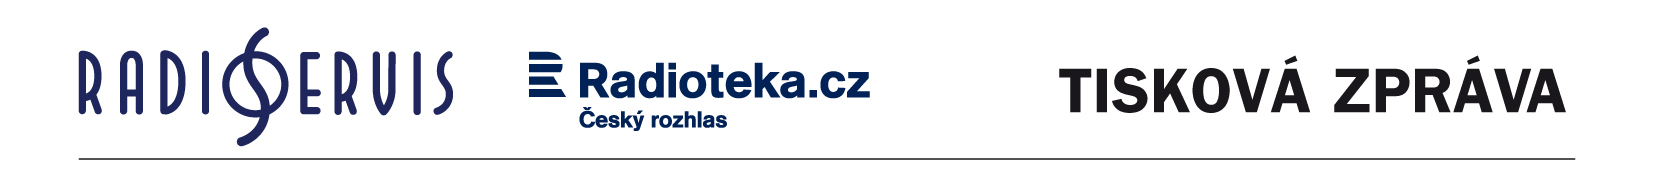 RADIOSERVIS
Radioteka.cz
Český rozhlas
TISKOVÁ ZPRÁVA